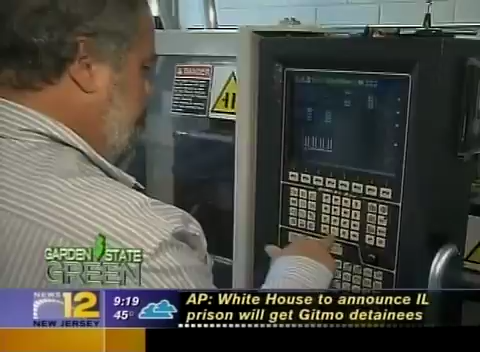 DANGER
GARDEN STATE
GREEN
NEWS
12
NEW JERSEY
9:19
45°
AP: White House to announce IL
prison will get Gitmo detainees